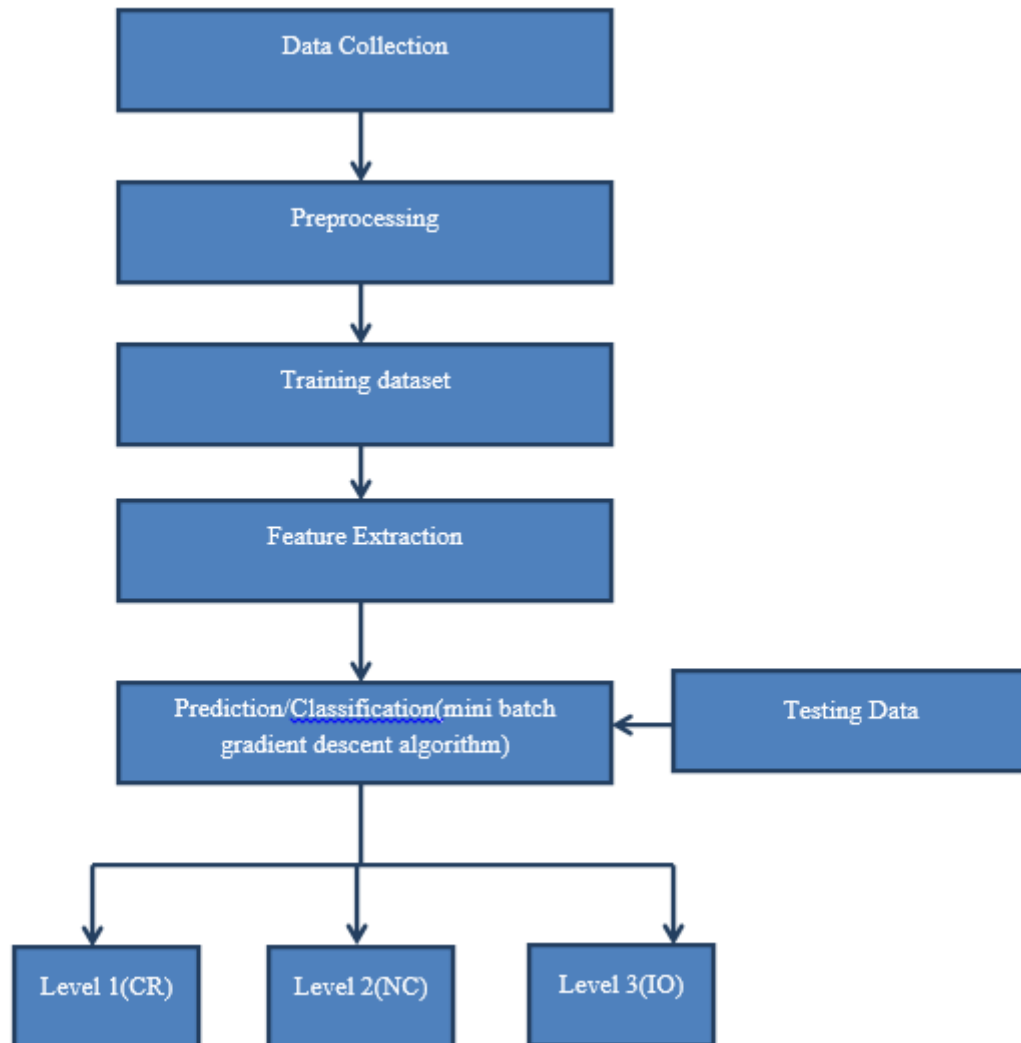 Data Collection
Preprocessing
Training dataset
Feature Extraction
Prediction/Classification(mini batch
gradient descent algorithm)
Testing Data
Level 1(CR)
Level 2(NC)
Level 3(IO)